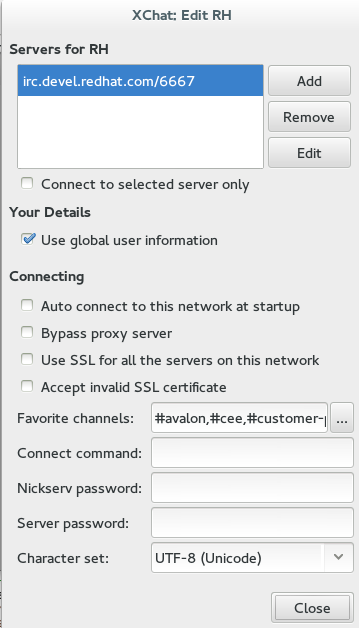 XChat: Edit RH
Servers for RH
irc.devel.redhat.com/6667
Add
Remove
Edit
Connect to selected server only
Your Details
Use global user information
Connecting
Auto connect to this network at startup
Bypass proxy server
Use SSL for all the servers on this network
Accept invalid SSL certificate
Favorite channels: #avalon,#cee,#customer-p ...
Connect command:
Nickserv password:
Server password:
Character set: UTF-8 (Unicode)
Close